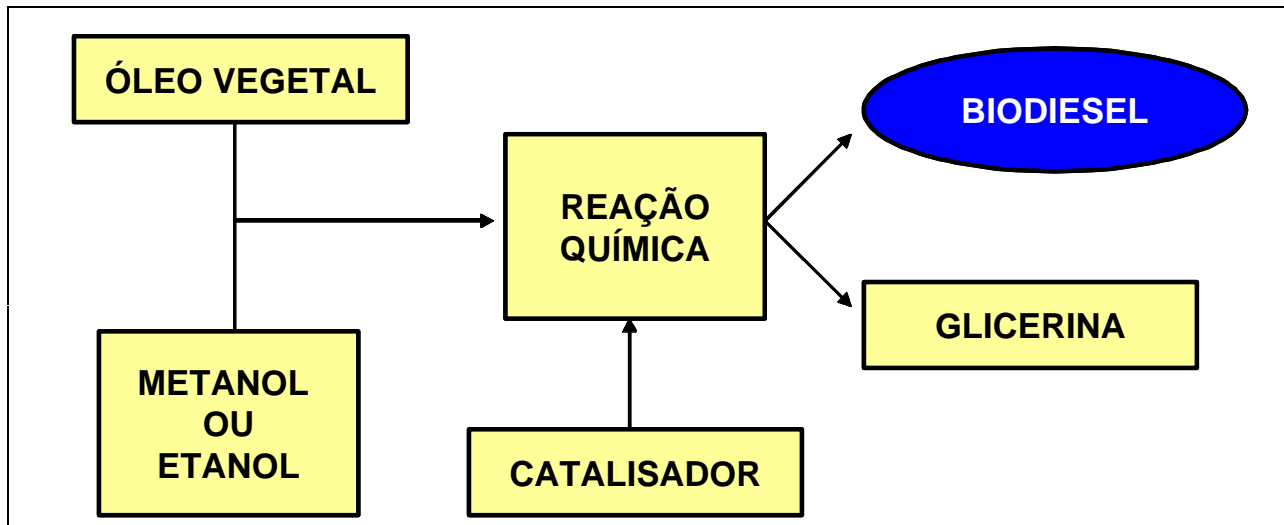 ÓLEO VEGETAL
METANOL
OU
ETANOL
REAÇÃO
QUÍMICA
CATALISADOR
BIODIESEL
GLICERINA